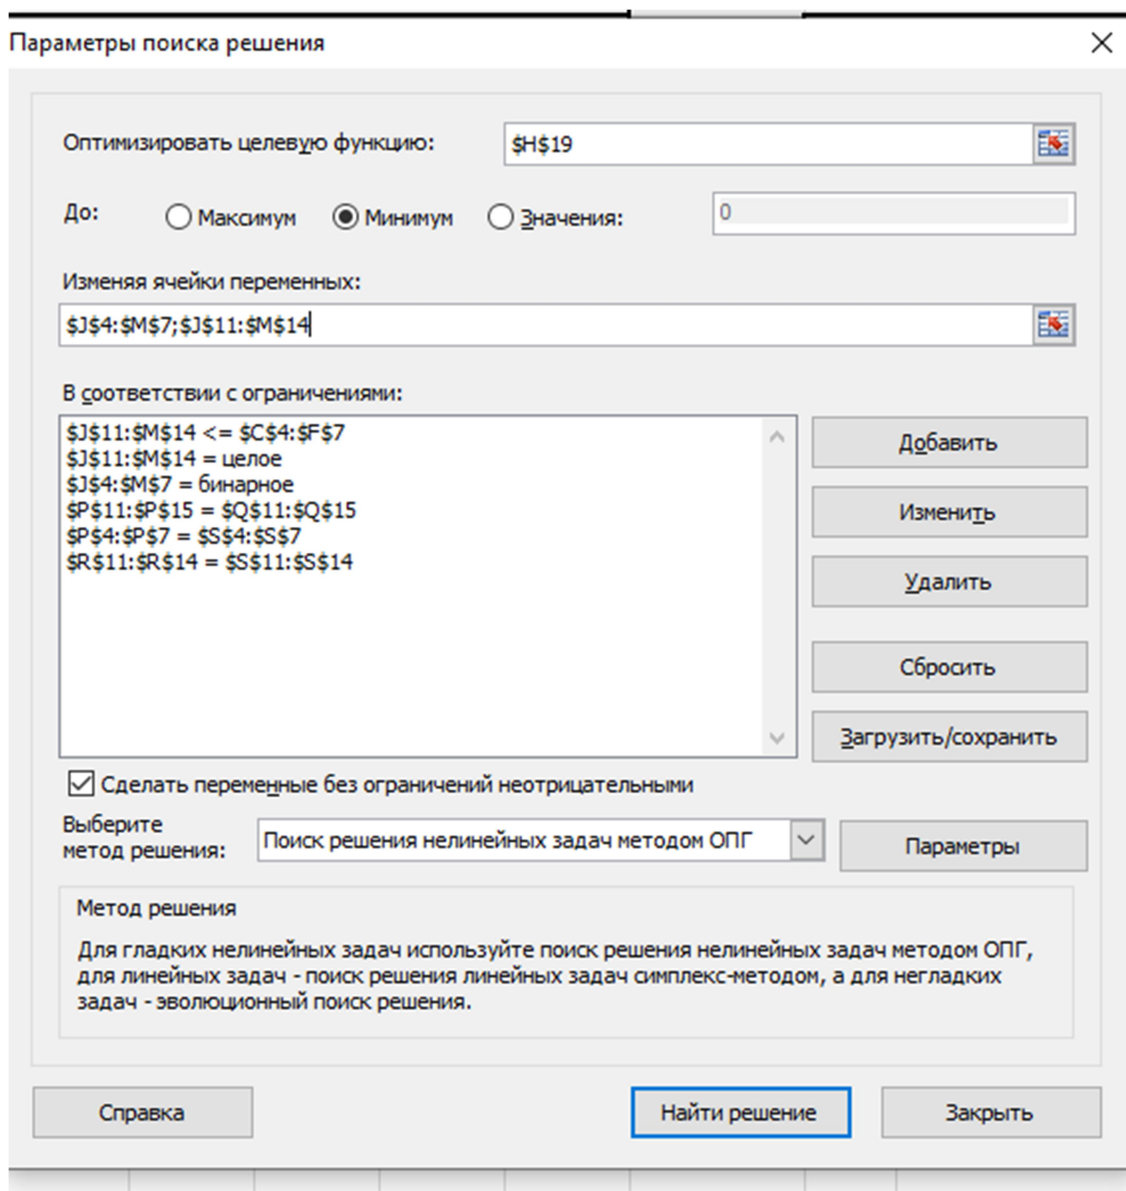 Параметры поиска решения
Оптимизировать целевую функцию:
$H$19
До:
Максимум
Минимум
Значения:
0
Изменяя ячейки переменных:
$J$4:$M$7;$J$11:$M$14
В соответствии с ограничениями:
$J$11:$M$14 <= $C$4:$F$7
$J$11:$M$14 = целое
$J$4:$M$7 = бинарное
$P$11:$P$15 = $Q$11:$Q$15
$P$4:$P$7 = $S$4:$S$7
$R$11:$R$14 = $S$11:$S$14
Добавить
Изменить
Удалить
Сбросить
Загрузить/сохранить
Сделать переменные без ограничений неотрицательными
Выберите
метод решения:
Поиск решения нелинейных задач методом ОПГ
Параметры
Метод решения
Для гладких нелинейных задач используйте поиск решения нелинейных задач методом ОПГ,
для линейных задач - поиск решения линейных задач симплекс-методом, а для негладких
задач - эволюционный поиск решения.
Справка
Найти решение
Закрыть